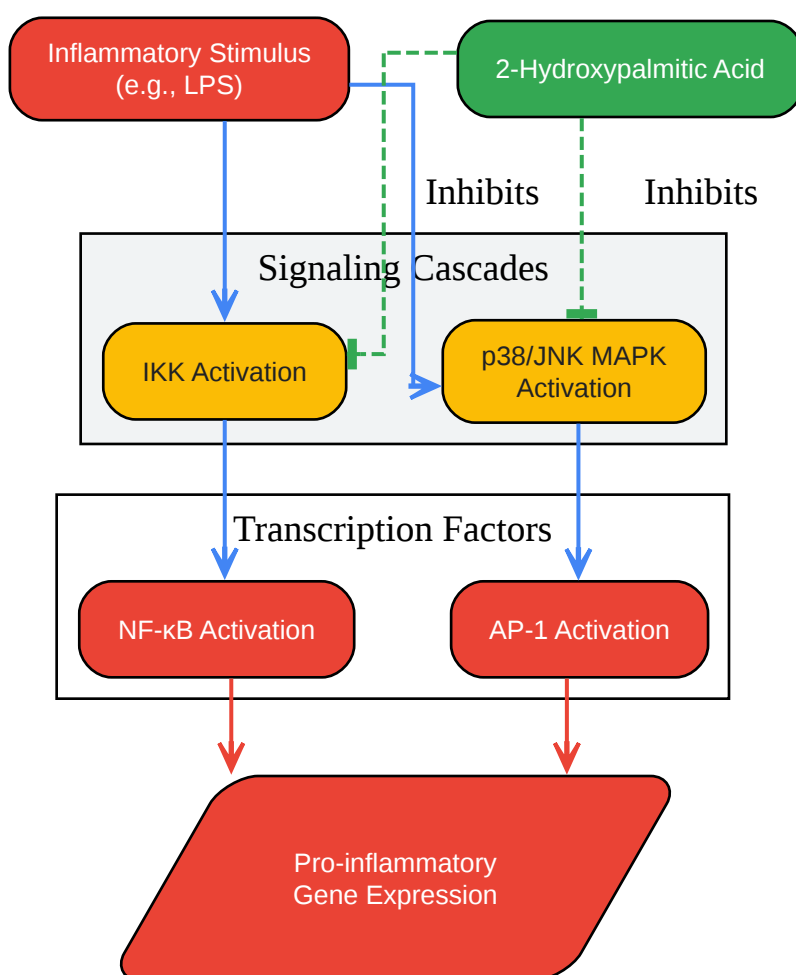 Inflammatory Stimulus
(e.g., LPS)
2-Hydroxypalmitic Acid
Inhibits
Inhibits
Signaling Cascades
IKK Activation
p38/JNK MAPK
Activation
Transcription Factors
NF-κB Activation
AP-1 Activation
Pro-inflammatory
Gene Expression